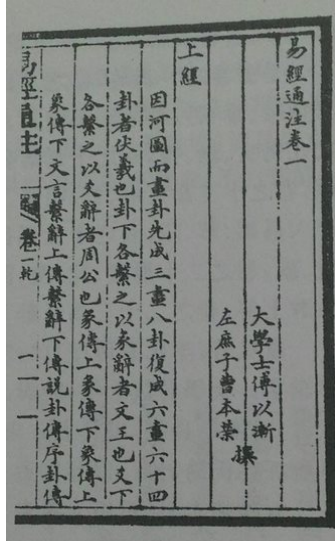 易經通注卷一
大學士傅以漸
左庶子曹本榮
撰
上經
因河圖而畫卦先成三畫八卦復成六畫六十四
卦者伏羲也卦下各繫之以彖辭者文王也爻下
各繫之以爻辭者周公也彖傳上彖傳下象傳上
象傳下文言繫辭上傳繫辭下傳說卦傳序卦傳
易經通注
卷一乾
一